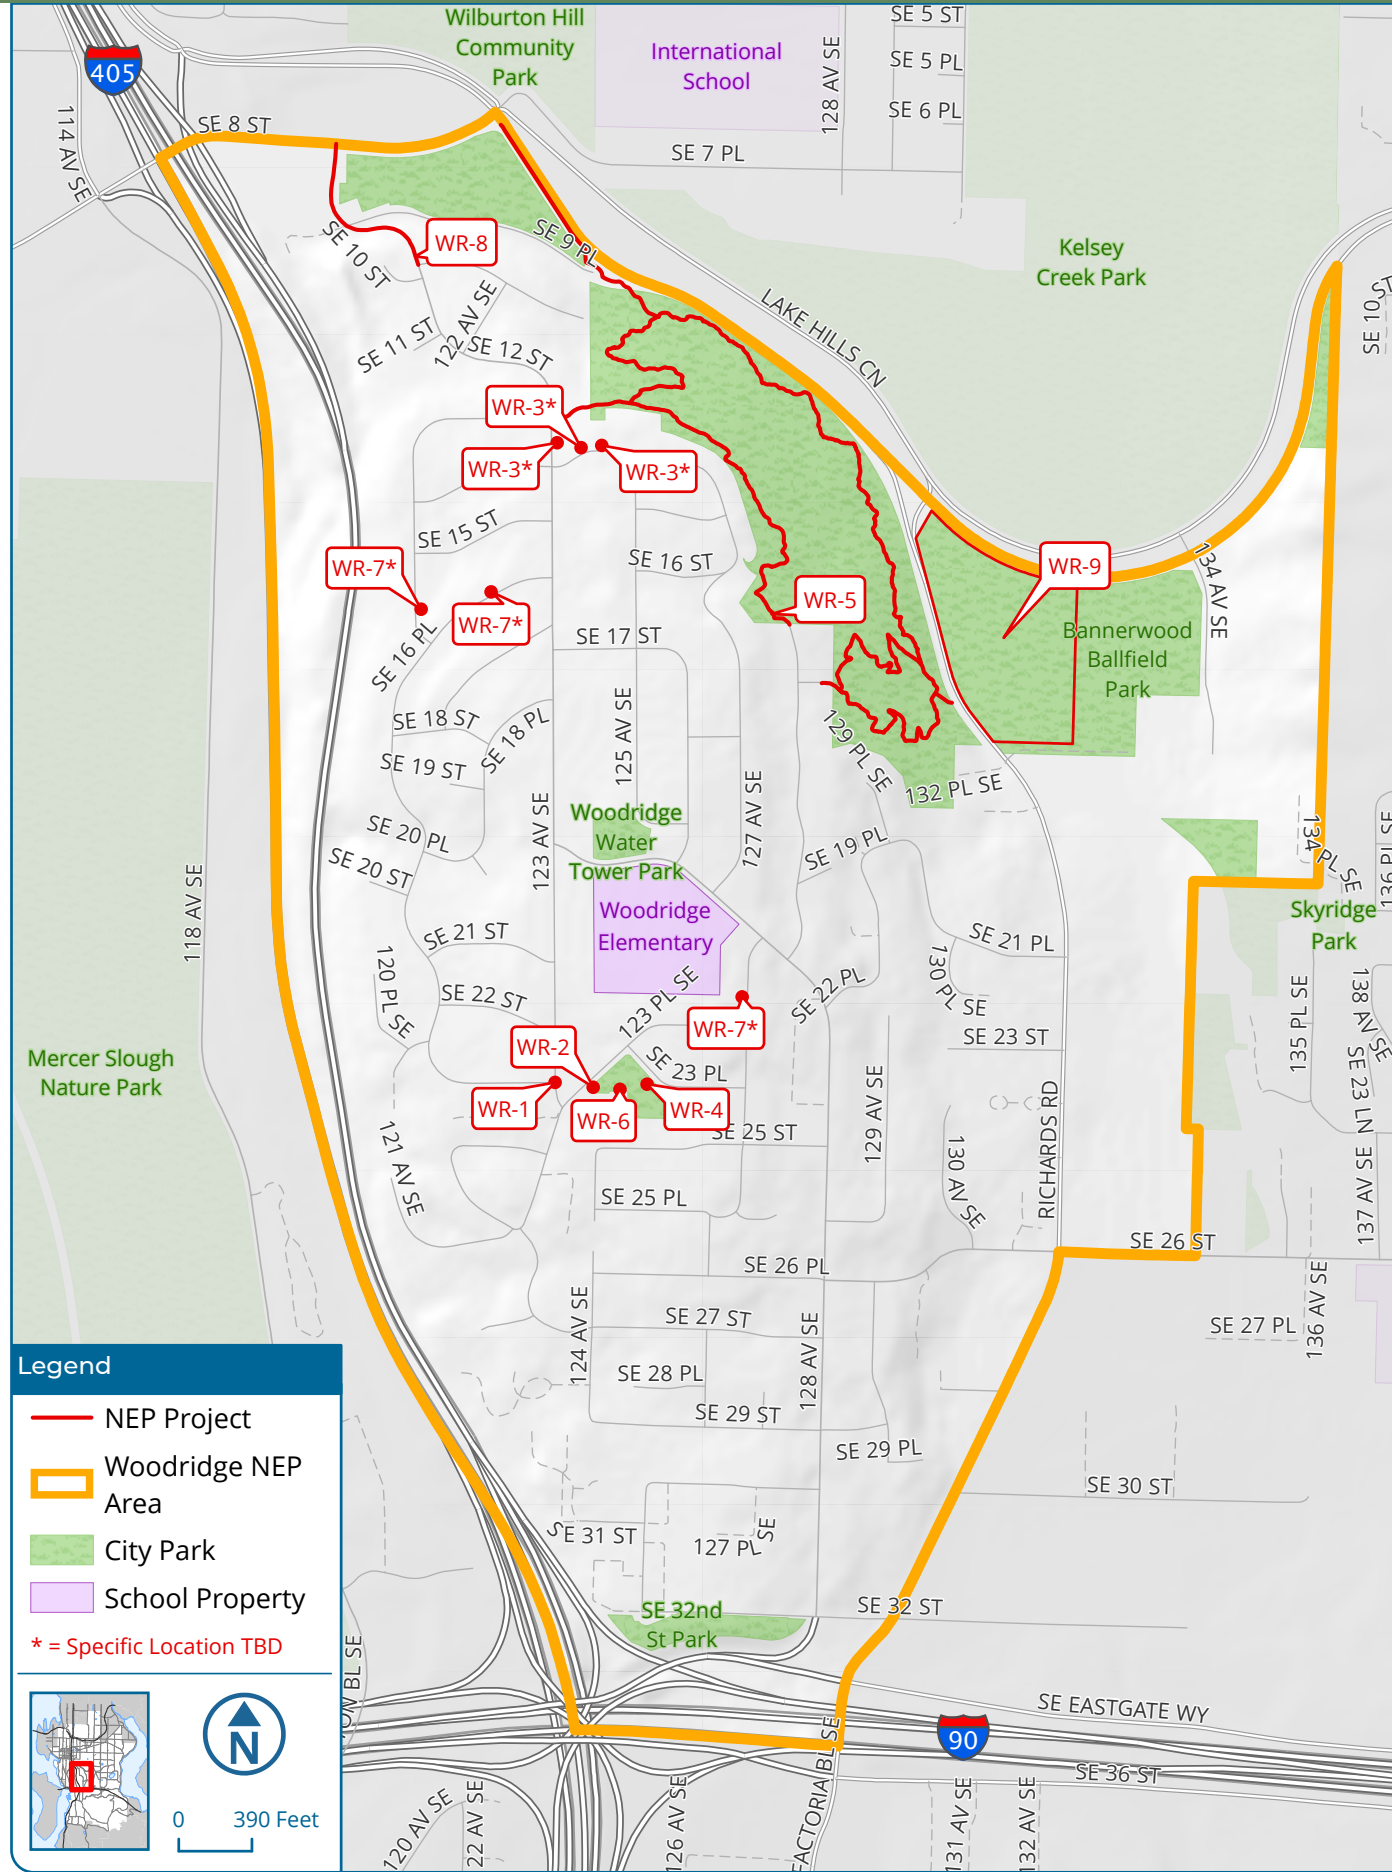 Wilburton Hill
Community
Park
International
School
SE 5 ST
SE 5 PL
SE 6 PL
128 AV SE
405
114 AV SE
SE 8 ST
SE 7 PL
SE 9 PL
WR-8
SE 10 ST
Kelsey
Creek Park
LAKE HILLS CN
SE 10
ST
SE 11 ST
122 AV SE
SE 12 ST
WR-3*
WR-3*
WR-3*
SE 15 ST
SE 16 ST
WR-7*
WR-7*
SE 16 PL
SE 17 ST
WR-5
WR-9
134 AV SE
Bannerwood
Ballfield
Park
SE 18 ST
SE 18 PL
125 AV SE
SE 19 ST
129 PL SE
132 PL SE
127 AV SE
123 AV SE
Woodridge
Water
Tower Park
SE 20 PL
SE 20 ST
SE 19 PL
134 PL SE
136 PL SE
118 AV SE
Woodridge
Elementary
Skyridge
Park
SE 21 ST
SE 21 PL
120 PL SE
SE 22 ST
123 PL SE
SE 22 PL
130 PL SE
135 PL SE
138 AV SE
WR-7*
SE 23 ST
WR-2
SE 23 PL
Mercer Slough
Nature Park
WR-1
WR-6
WR-4
SE 25 ST
129 AV SE
RICHARDS RD
SE 23 LN
121 AV SE
130 AV SE
137 AV SE
SE 25 PL
SE 26 ST
SE 26 PL
124 AV SE
SE 27 ST
128 AV SE
SE 27 PL
136 AV SE
SE 28 PL
SE 29 ST
SE 29 PL
SE 30 ST
SE 31 ST
127 PL SE
SE 32nd
St Park
SE 32 ST
SE EASTGATE WY
90
SE 36 ST
FACTORIA BL SE
120 AV SE
22 AV SE
126 AV SE
131 AV SE
132 AV SE
Legend
NEP Project
Woodridge NEP
Area
City Park
School Property
* = Specific Location TBD
N
0 390 Feet